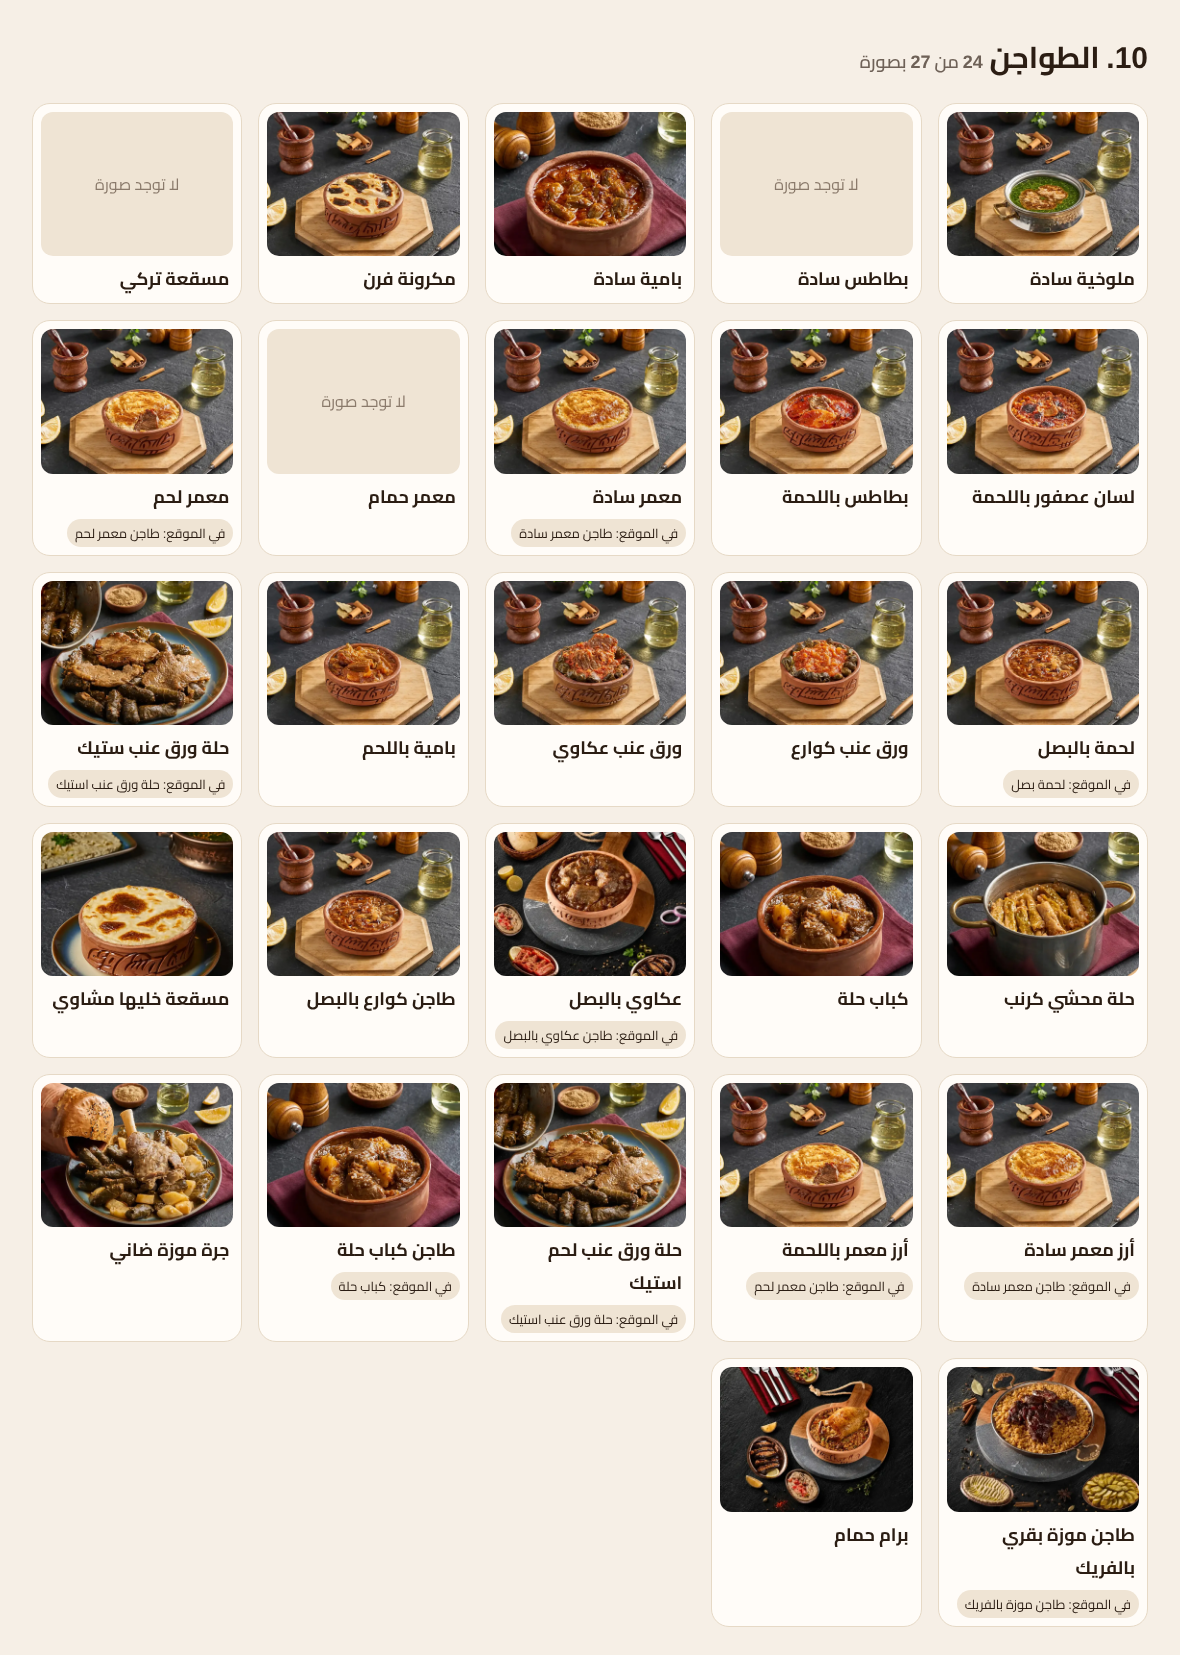 10. الطواجن 24 من 27 بصورة
ملوخية سادة
لا توجد صورة
بطاطس سادة
بامية سادة
مكرونة فرن
لا توجد صورة
مسقعة تركي
لسان عصفور باللحمة
بطاطس باللحمة
معمر سادة
في الموقع: طاجن معمر سادة
لا توجد صورة
معمر حمام
معمر لحم
في الموقع: طاجن معمر لحم
لحمة بالبصل
في الموقع: لحمة بصل
ورق عنب كوارع
ورق عنب عكاوي
بامية باللحم
حلة ورق عنب ستيك
في الموقع: حلة ورق عنب استيك
حلة محشي كرنب
كباب حلة
عكاوي بالبصل
في الموقع: طاجن عكاوي بالبصل
طاجن كوارع بالبصل
مسقعة خليها مشاوي
أرز معمر سادة
في الموقع: طاجن معمر سادة
أرز معمر باللحمة
في الموقع: طاجن معمر لحم
حلة ورق عنب لحم
استيك
في الموقع: حلة ورق عنب استيك
طاجن كباب حلة
في الموقع: كباب حلة
جرة موزة ضاني
طاجن موزة بقري
بالفريك
في الموقع: طاجن موزة بالفريك
برام حمام